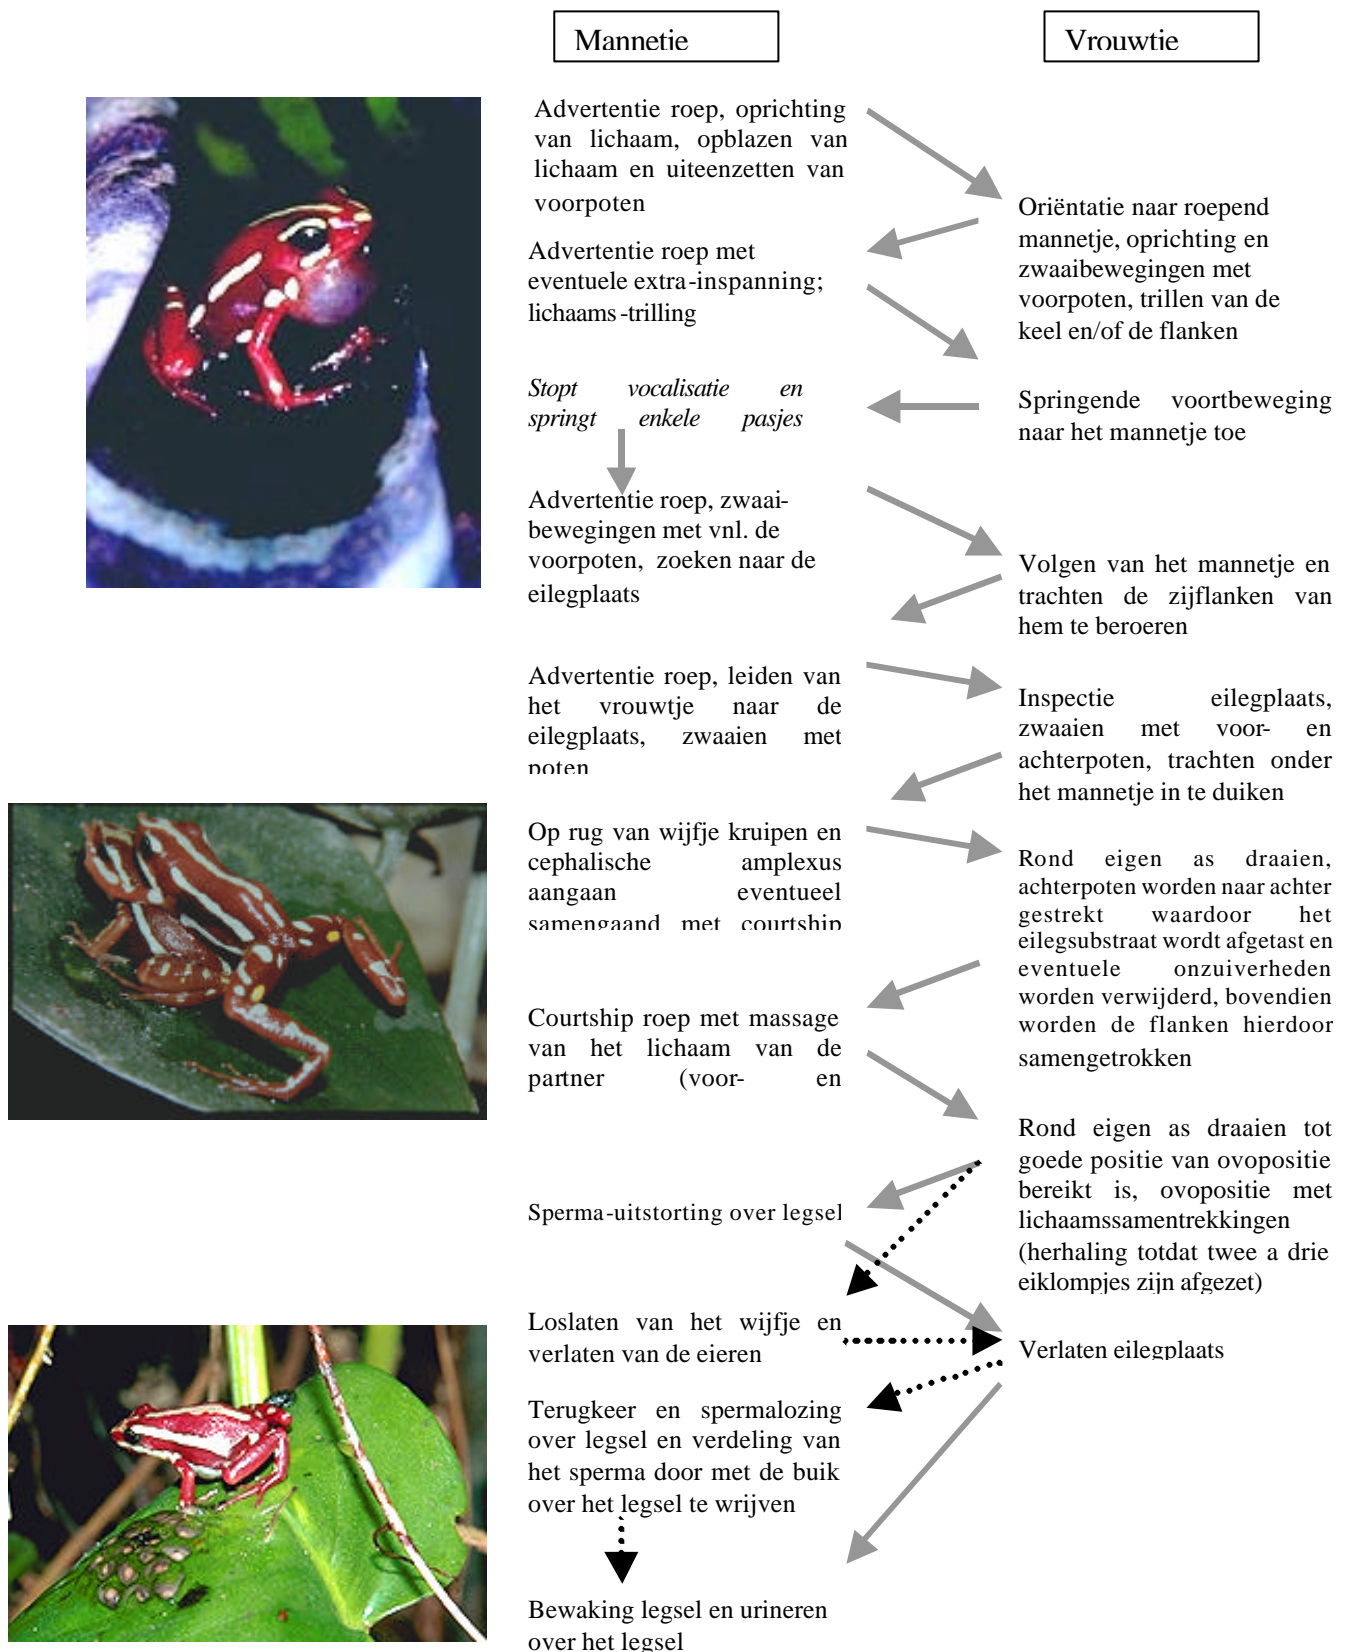 Mannetje
Vrouwtje
Advertentie roep, oprichting
van lichaam, opblazen van
lichaam en uiteenzetten van
voorpoten
Oriëntatie naar roepend
mannetje, oprichting en
zwaaibewegingen met
voorpoten, trillen van de
keel en/of de flanken
Advertentie roep met
eventuele extra-inspanning;
lichaams-trilling
Springende voortbeweging
naar het mannetje toe
Stopt vocalisatie en
springt enkele pasjes
Advertentie roep, zwaai-
bewegingen met vnl. de
voorpoten, zoeken naar de
eilegplaats
Volgen van het mannetje en
trachten de zijflanken van
hem te beroeren
Advertentie roep, leiden van
het vrouwtje naar de
eilegplaats, zwaaien met
poten
Inspectie eilegplaats,
zwaaien met voor- en
achterpoten, trachten onder
het mannetje in te duiken
Op rug van wijfje kruipen en
cephalische amplexus
aangaan eventueel
samengaand met courtship
Rond eigen as draaien,
achterpoten worden naar achter
gestrekt waardoor het
eilegsubstraat wordt afgetast en
eventuele onzuiverheden
worden verwijderd, bovendien
worden de flanken hierdoor
samengetrokken
Courtship roep met massage
van het lichaam van de
partner (voor- en
Rond eigen as draaien tot
goede positie van ovopositie
bereikt is, ovopositie met
lichaamssamentrekkingen
(herhaling totdat twee a drie
eiklompjes zijn afgezet)
Sperma-uitstorting over legsel
Loslaten van het wijfje en
verlaten van de eieren
Verlaten eilegplaats
Terugkeer en spermalozing
over legsel en verdeling van
het sperma door met de buik
over het legsel te wrijven
Bewaking legsel en urineren
over het legsel